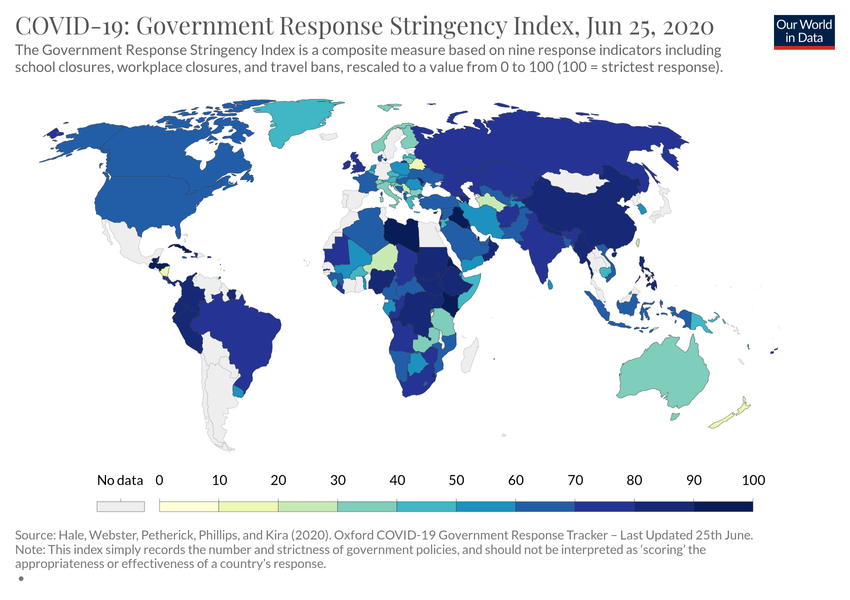 COVID-19: Government Response Stringency Index, Jun 25, 2020
Our World
in Data
The Government Response Stringency Index is a composite measure based on nine response indicators including
school closures, workplace closures, and travel bans, rescaled to a value from 0 to 100 (100 = strictest response).
No data 0 10 20 30 40 50 60 70 80 90 100
Source: Hale, Webster, Petherick, Phillips, and Kira (2020). Oxford COVID-19 Government Response Tracker – Last Updated 25th June.
Note: This index simply records the number and strictness of government policies, and should not be interpreted as ‘scoring’ the
appropriateness or effectiveness of a country’s response.